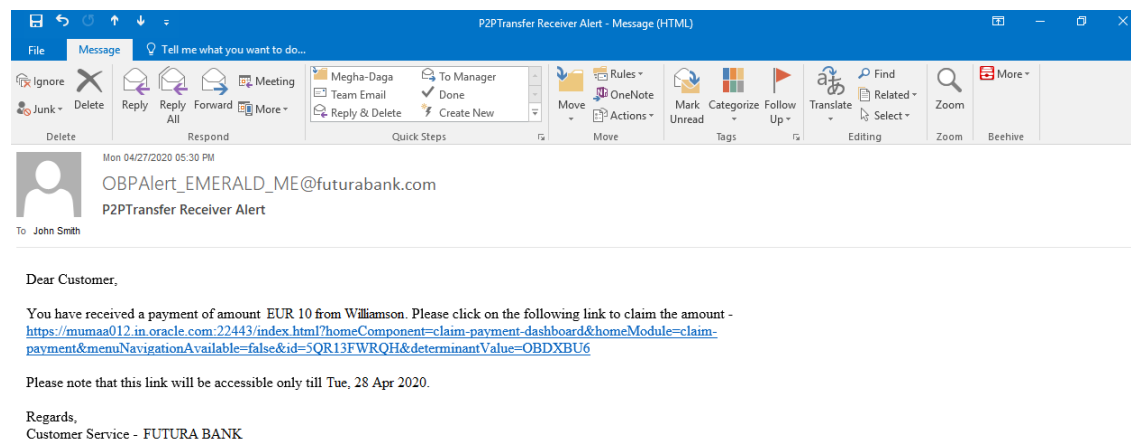 P2PTransfer Receiver Alert - Message (HTML)
File Message Tell me what you want to do...
Ignore
Junk
Delete
Reply
Reply All
Forward
Meeting
More
Delete
Respond
Megha-Daga
Team Email
Reply & Delete
To Manager
Done
Create New
Quick Steps
Move
Rules
OneNote
Actions
Move
Mark Unread
Categorize
Follow Up
Tags
Translate
Find
Related
Select
Editing
Zoom
Zoom
More
Beehive
Mon 04/27/2020 05:30 PM
OBPAlert_EMERALD_ME@futurabank.com
P2PTransfer Receiver Alert
To John Smith
Dear Customer,
You have received a payment of amount EUR 10 from Williamson. Please click on the following link to claim the amount -
https://mumaa012.in.oracle.com:22443/index.html?homeComponent=claim-payment-dashboard&homeModule=claim-
payment&menuNavigationAvailable=false&id=5QR13FWRQH&determinantValue=OBDXBU6
Please note that this link will be accessible only till Tue, 28 Apr 2020.
Regards,
Customer Service - FUTURA BANK